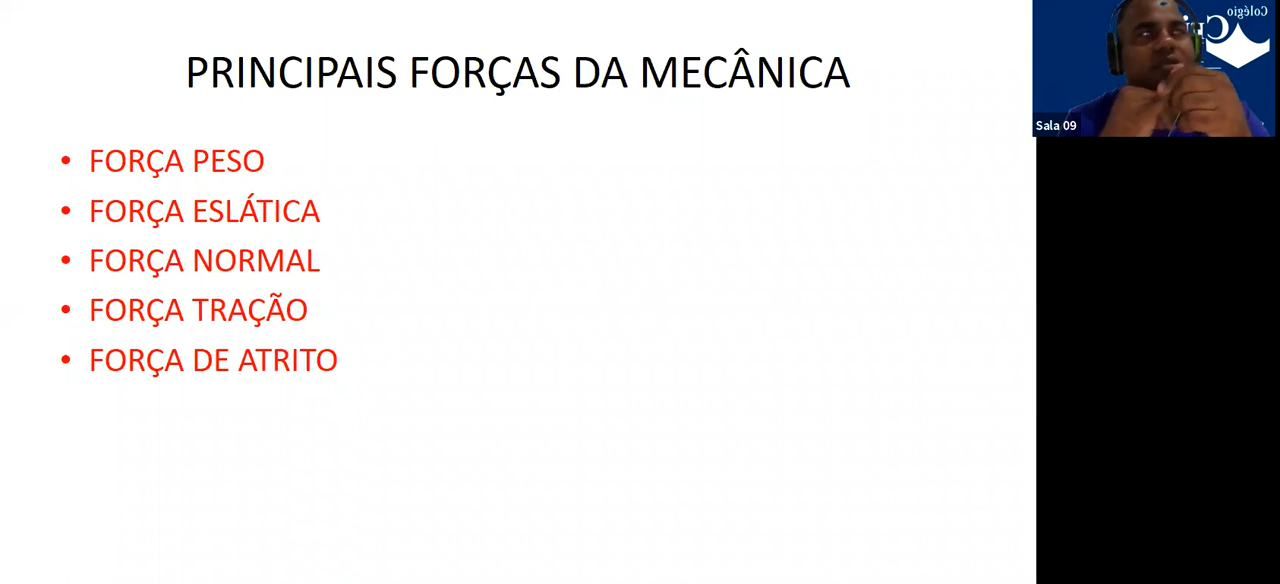 PRINCIPAIS FORÇAS DA MECÂNICA
• FORÇA PESO
• FORÇA ESLÁTICA
• FORÇA NORMAL
• FORÇA TRAÇÃO
• FORÇA DE ATRITO
Colégio
Sala 09